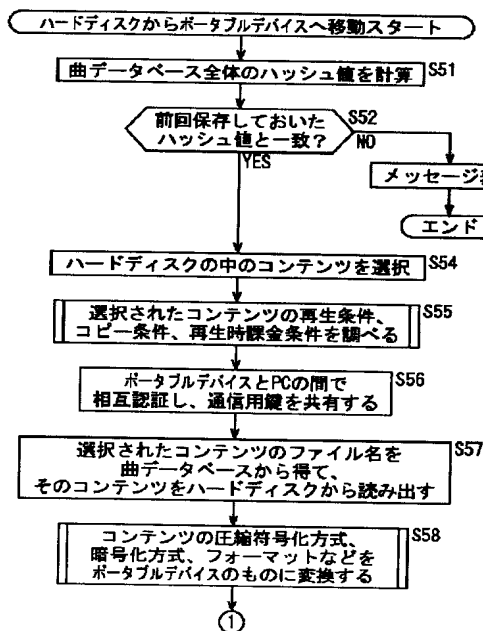 ハードディスクからポータブルデバイスへ移動スタート
曲データベース全体のハッシュ値を計算
S51
前回保存しておいた
ハッシュ値と一致?
S52
NO
YES
メッセージ
エンド
ハードディスクの中のコンテンツを選択
S54
選択されたコンテンツの再生条件、
コピー条件、再生時課金条件を調べる
S55
ポータブルデバイスとPCの間で
相互認証し、通信用鍵を共有する
S56
選択されたコンテンツのファイル名を
曲データベースから得て、
そのコンテンツをハードディスクから読み出す
S57
コンテンツの圧縮符号化方式、
暗号化方式、フォーマットなどを
ポータブルデバイスのものに変換する
S58
1